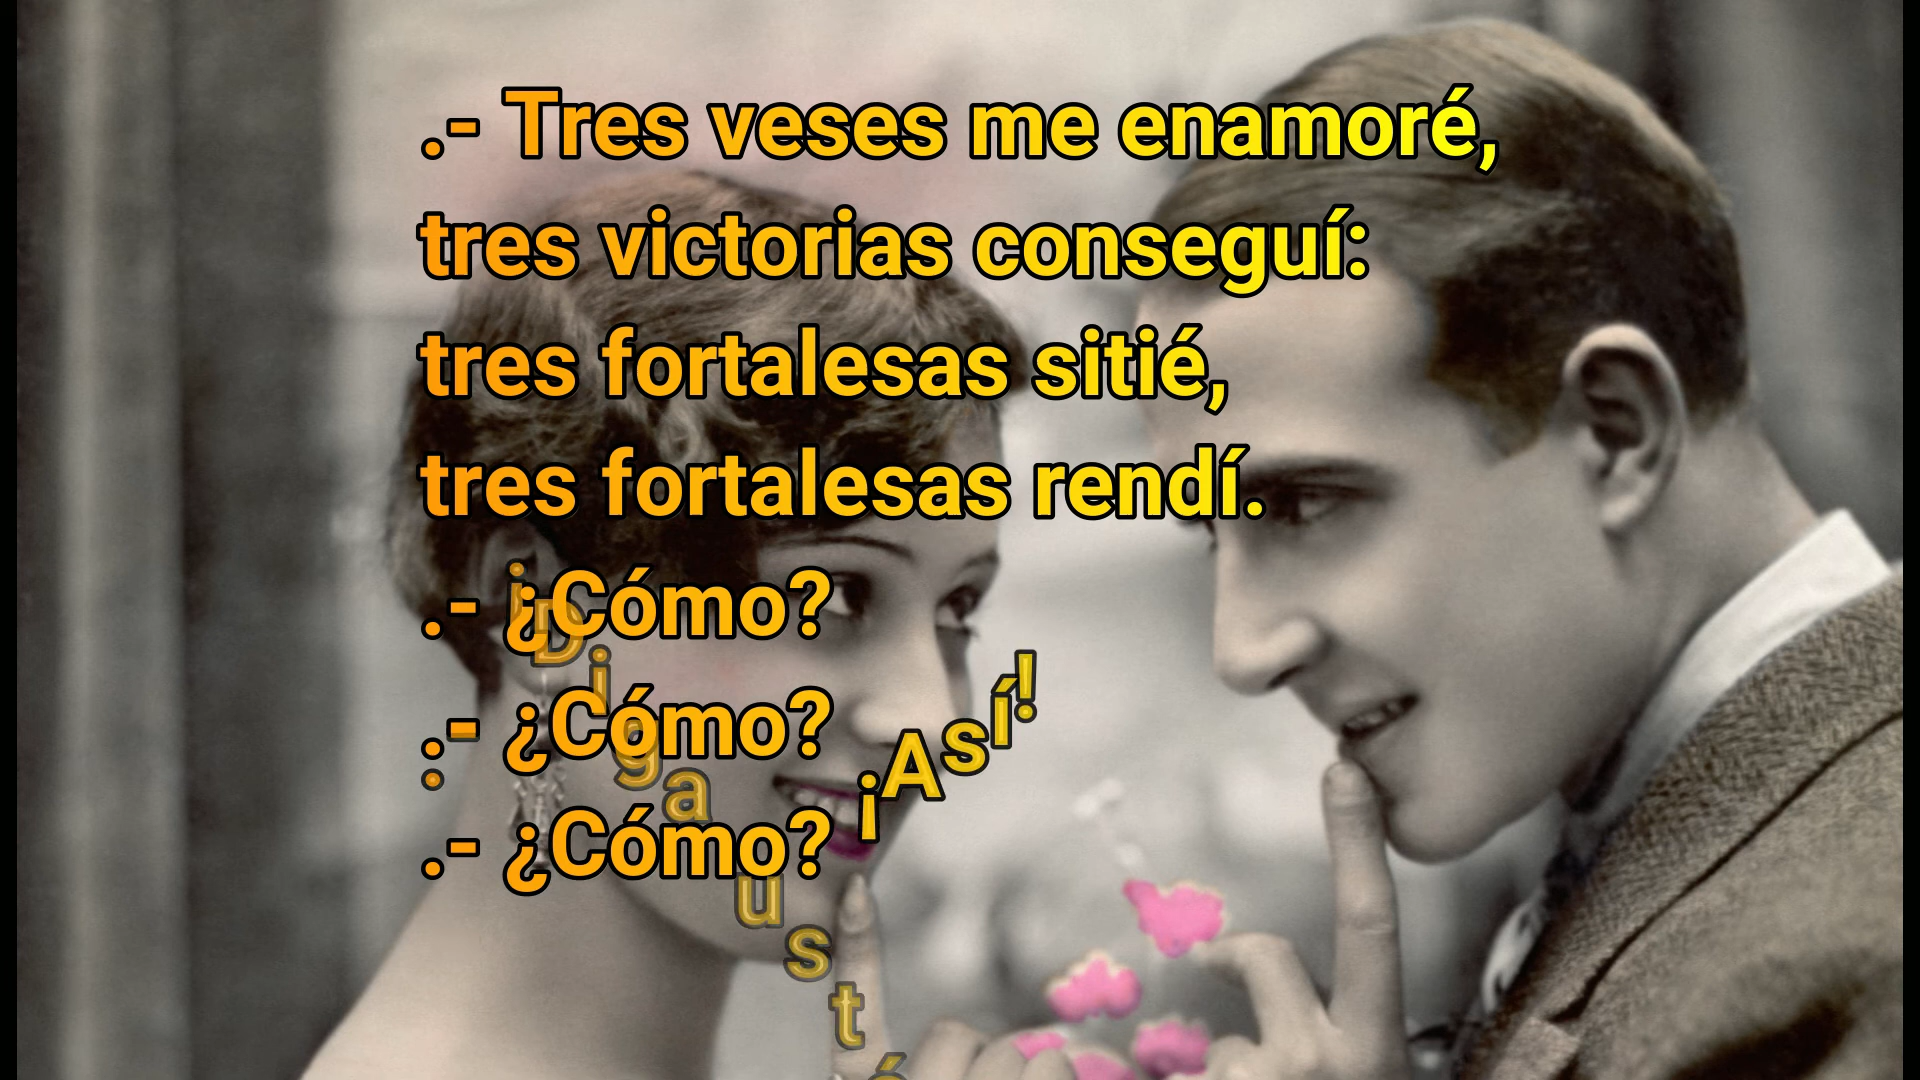 .- Tres veses me enamoré,
tres victorias conseguí:
tres fortalesas sitié,
tres fortalesas rendí.
.- ¿Cómo?
.- ¿Cómo?
.- ¿Cómo? ¡Así!
¡Diga usté